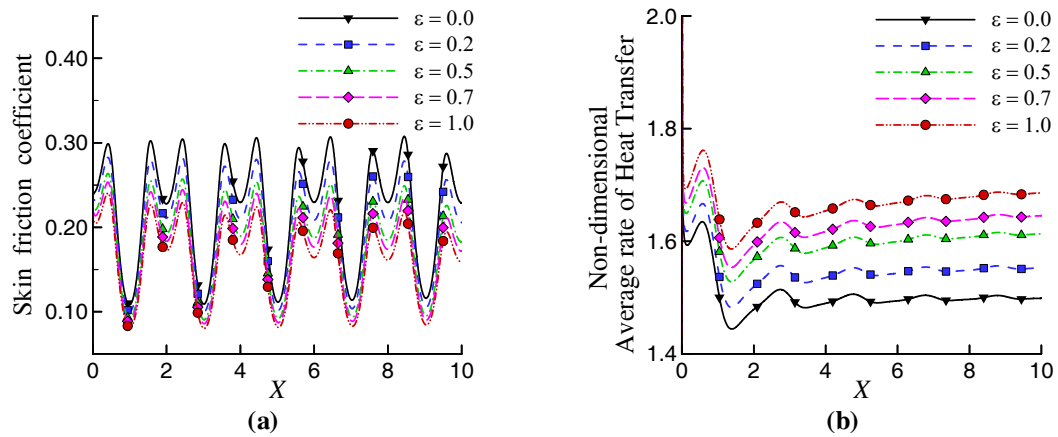 0.40
0.30
0.20
0.10
Skin friction coefficient
ε = 0.0
ε = 0.2
ε = 0.5
ε = 0.7
ε = 1.0
0 2 4 6 8 10
X
(a)
2.0
1.8
1.6
1.4
Non-dimensional
Average rate of Heat Transfer
ε = 0.0
ε = 0.2
ε = 0.5
ε = 0.7
ε = 1.0
0 2 4 6 8 10
X
(b)